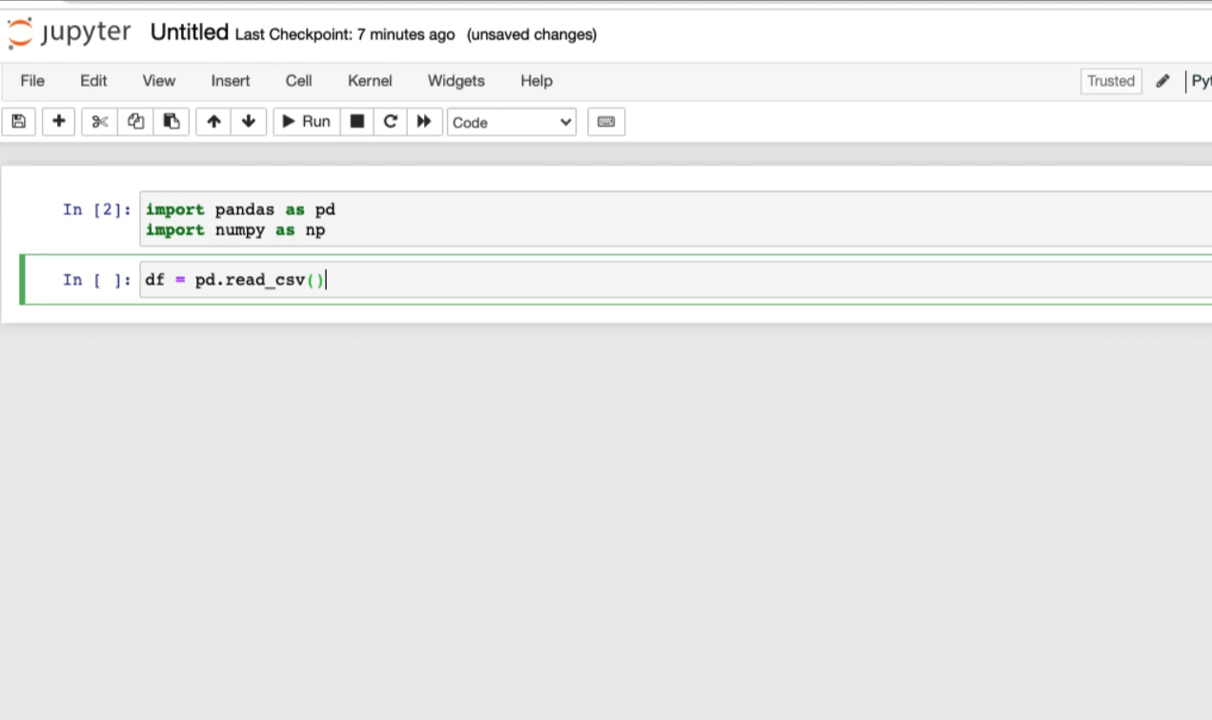 jupyter Untitled Last Checkpoint: 7 minutes ago (unsaved changes)
File Edit View Insert Cell Kernel Widgets Help Trusted
Run Code
In [2]: import pandas as pd
import numpy as np
In [ ]: df = pd.read_csv()